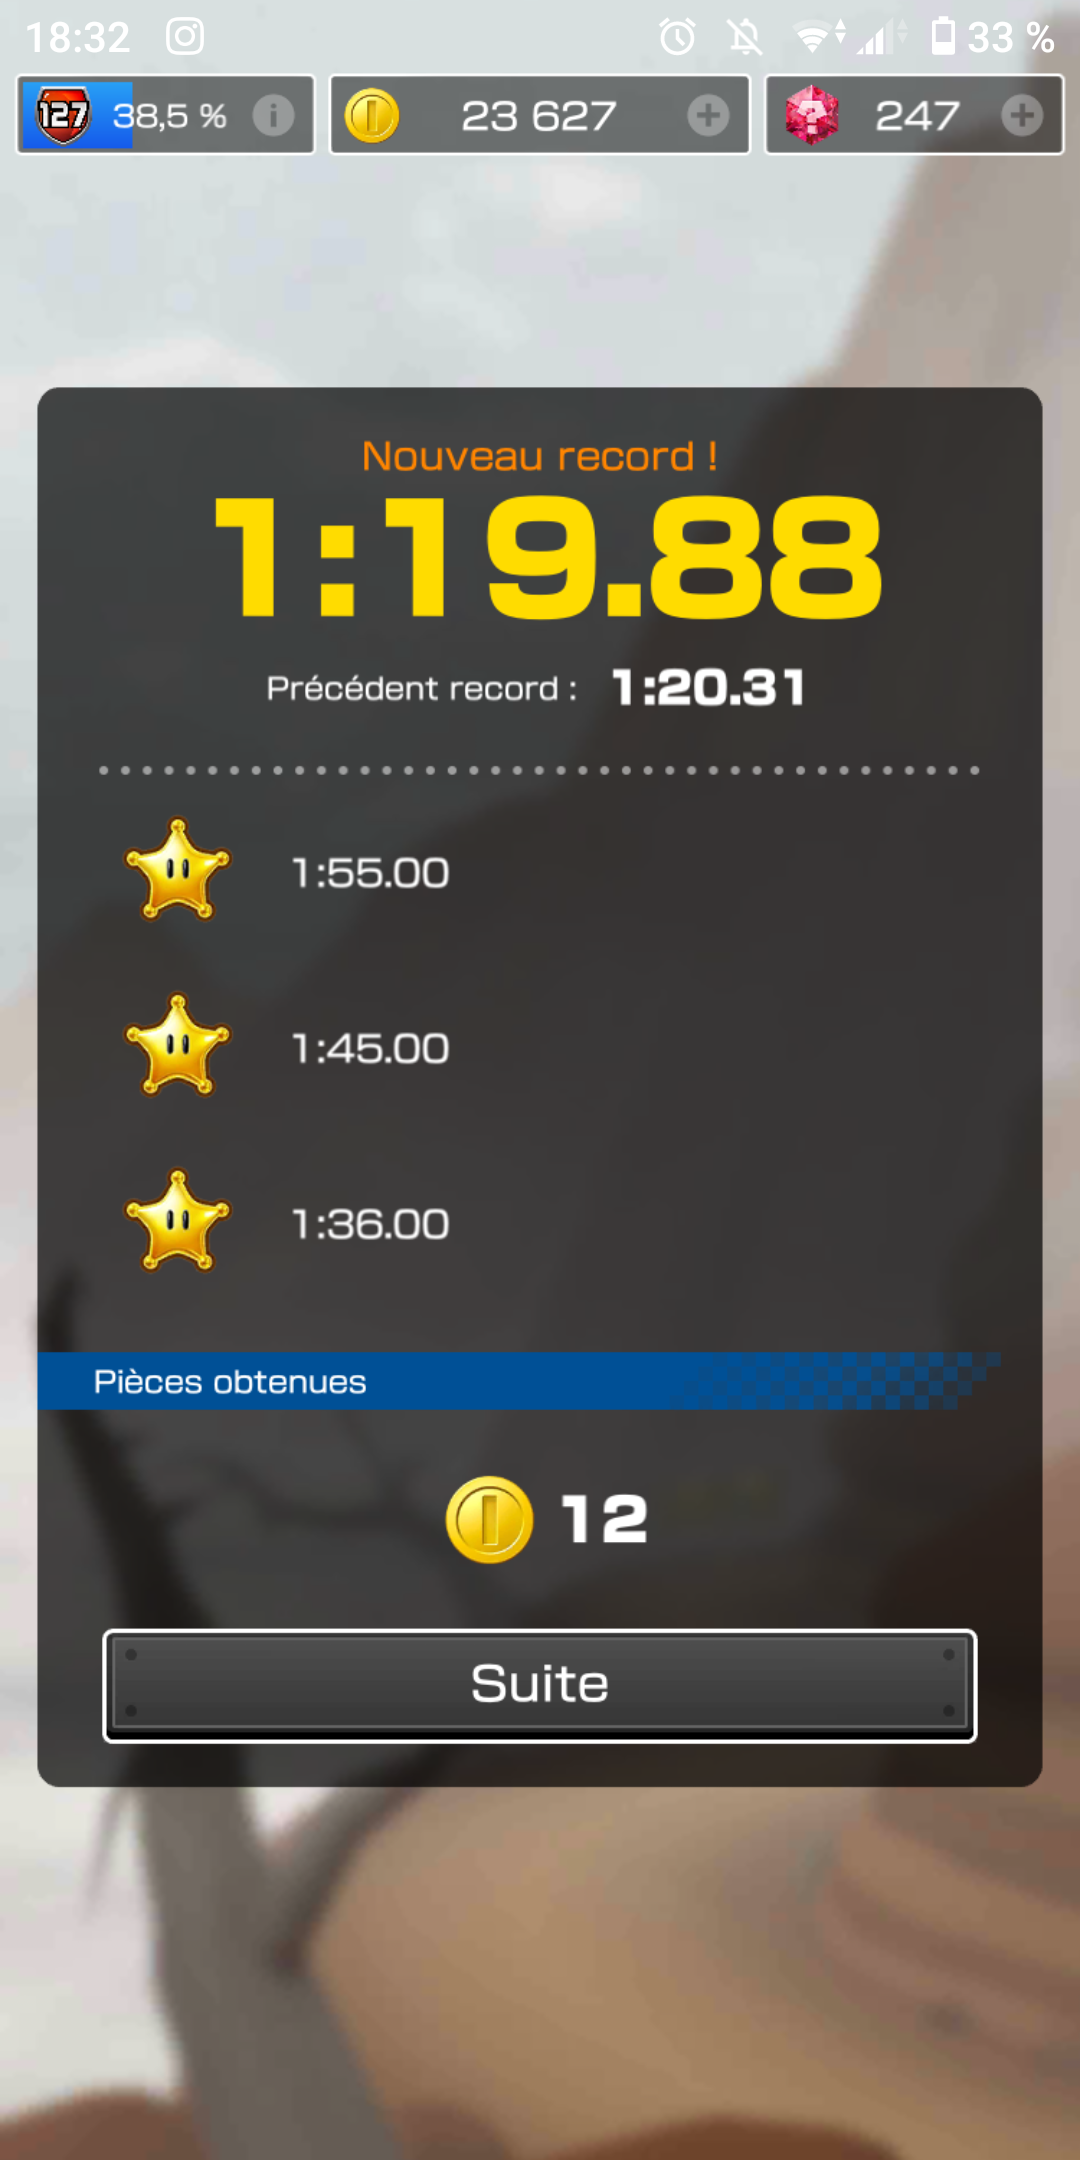 18:32 33 %
127 38,5 % i 23 627 + 247 +
Nouveau record !
1:19.88
Précédent record : 1:20.31
1:55.00
1:45.00
1:36.00
Pièces obtenues
12
Suite